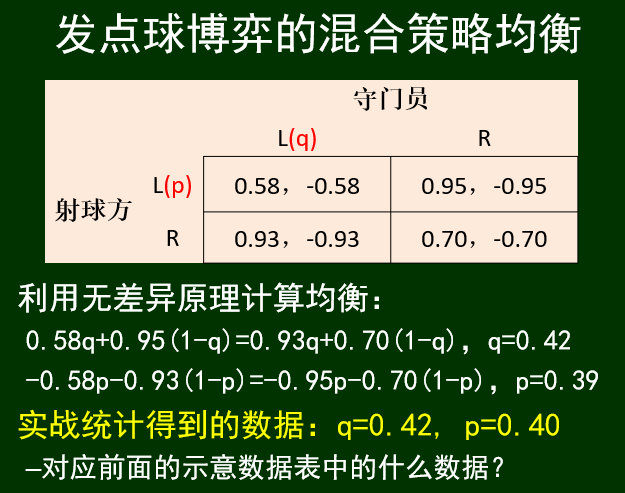 发点球博弈的混合策略均衡
守门员
L(q) R
L(p) 0.58，-0.58 0.95，-0.95
射球方
R 0.93，-0.93 0.70，-0.70
利用无差异原理计算均衡：
0.58q+0.95(1-q)=0.93q+0.70(1-q)，q=0.42
-0.58p-0.93(1-p)=-0.95p-0.70(1-p)，p=0.39
实战统计得到的数据：q=0.42, p=0.40
–对应前面的示意数据表中的什么数据？